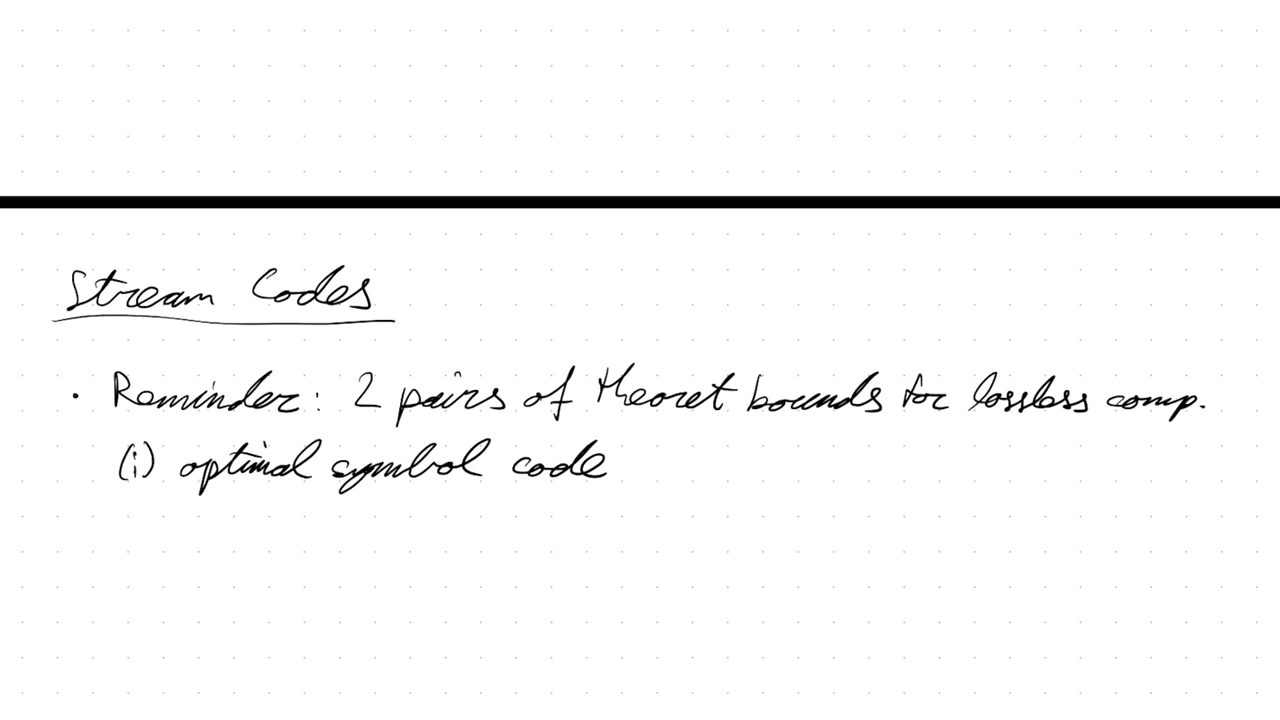 Stream Codes
· Reminder: 2 pairs of theoret bounds for lossless comp.
(i) optimal symbol code